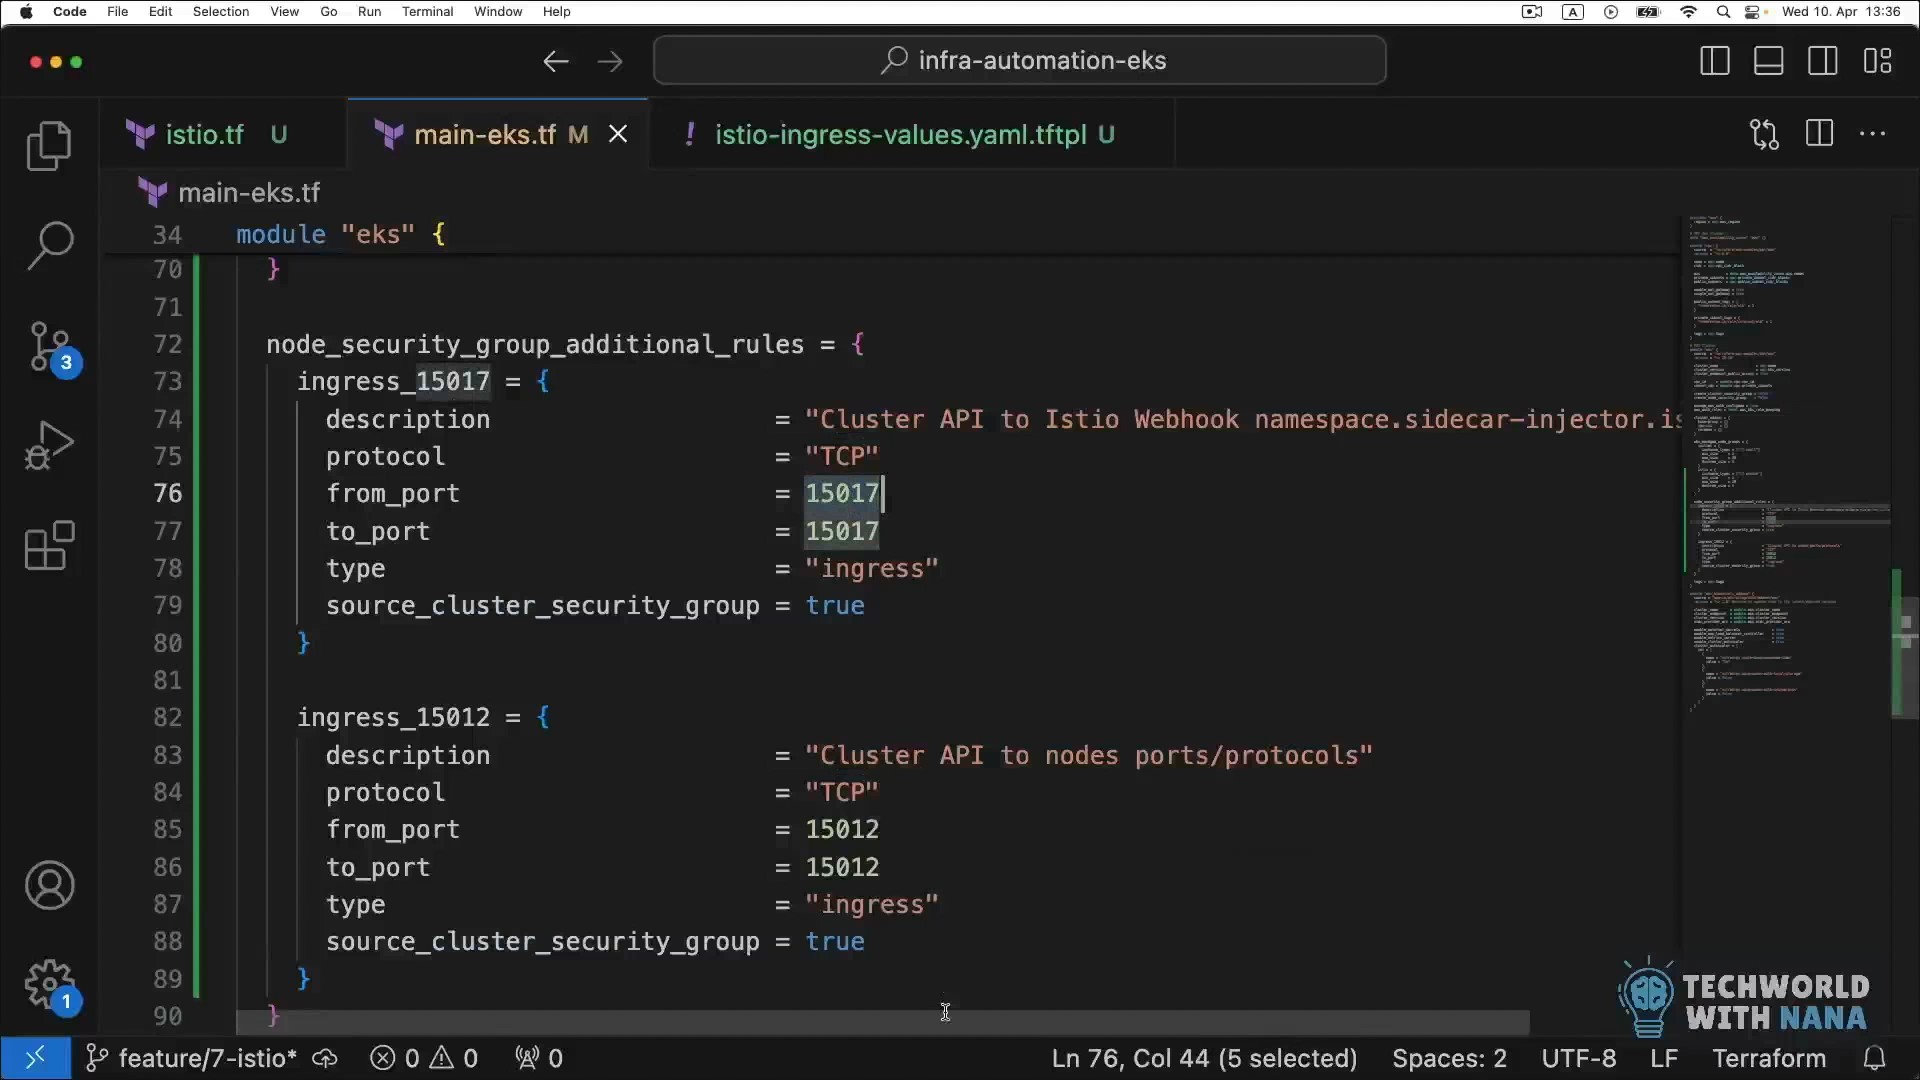 Code File Edit Selection View Go Run Terminal Window Help A Wed 10. Apr 13:36
infra-automation-eks
istio.tf U main-eks.tf M ! istio-ingress-values.yaml.tftpl U
main-eks.tf
34 module "eks" {
70 }
71
72 node_security_group_additional_rules = {
73 ingress_15017 = {
74 description = "Cluster API to Istio Webhook namespace.sidecar-injector.is
75 protocol = "TCP"
76 from_port = 15017
77 to_port = 15017
78 type = "ingress"
79 source_cluster_security_group = true
80 }
81
82 ingress_15012 = {
83 description = "Cluster API to nodes ports/protocols"
84 protocol = "TCP"
85 from_port = 15012
86 to_port = 15012
87 type = "ingress"
88 source_cluster_security_group = true
89 }
90 }
3
1
TECHWORLD
WITH NANA
feature/7-istio* 0 0 0 Ln 76, Col 44 (5 selected) Spaces: 2 UTF-8 LF Terraform